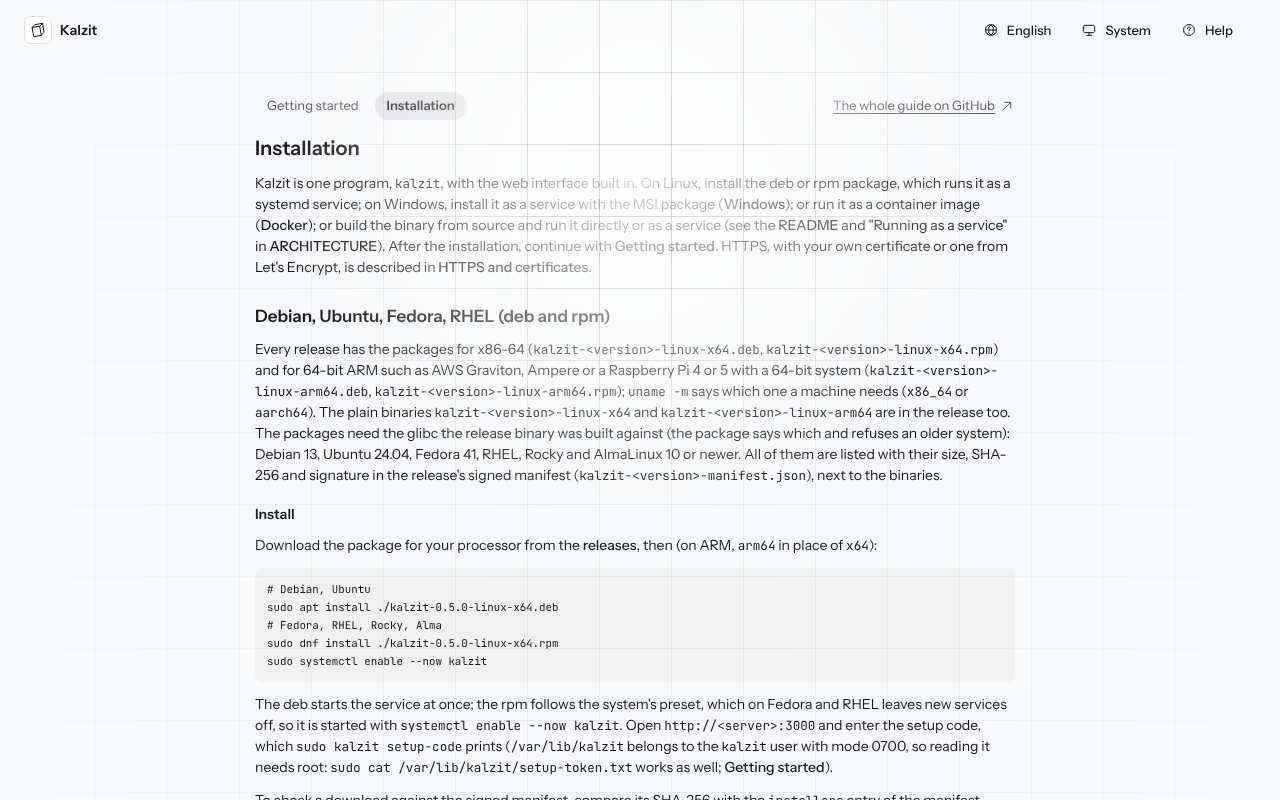 Kalzit
English
System
Help
Getting started
Installation
The whole guide on GitHub
Installation
Kalzit is one program, kalzit, with the web interface built in. On Linux, install the deb or rpm package, which runs it as a
systemd service; on Windows, install it as a service with the MSI package (Windows); or run it as a container image
(Docker); or build the binary from source and run it directly or as a service (see the README and "Running as a service"
in ARCHITECTURE). After the installation, continue with Getting started. HTTPS, with your own certificate or one from
Let's Encrypt, is described in HTTPS and certificates.
Debian, Ubuntu, Fedora, RHEL (deb and rpm)
Every release has the packages for x86-64 (kalzit-<version>-linux-x64.deb, kalzit-<version>-linux-x64.rpm)
and for 64-bit ARM such as AWS Graviton, Ampere or a Raspberry Pi 4 or 5 with a 64-bit system (kalzit-<version>-
linux-arm64.deb, kalzit-<version>-linux-arm64.rpm); uname -m says which one a machine needs (x86_64 or
aarch64). The plain binaries kalzit-<version>-linux-x64 and kalzit-<version>-linux-arm64 are in the release too.
The packages need the glibc the release binary was built against (the package says which and refuses an older system):
Debian 13, Ubuntu 24.04, Fedora 41, RHEL, Rocky and AlmaLinux 10 or newer. All of them are listed with their size, SHA-
256 and signature in the release's signed manifest (kalzit-<version>-manifest.json), next to the binaries.
Install
Download the package for your processor from the releases, then (on ARM, arm64 in place of x64):
# Debian, Ubuntu
sudo apt install ./kalzit-0.5.0-linux-x64.deb
# Fedora, RHEL, Rocky, Alma
sudo dnf install ./kalzit-0.5.0-linux-x64.rpm
sudo systemctl enable --now kalzit
The deb starts the service at once; the rpm follows the system's preset, which on Fedora and RHEL leaves new services
off, so it is started with systemctl enable --now kalzit. Open http://<server>:3000 and enter the setup code,
which sudo kalzit setup-code prints (/var/lib/kalzit belongs to the kalzit user with mode 0700, so reading it
needs root: sudo cat /var/lib/kalzit/setup-token.txt works as well; Getting started).
To check a download against the signed manifest, compare its SHA-256 with the installers entry of the manifest